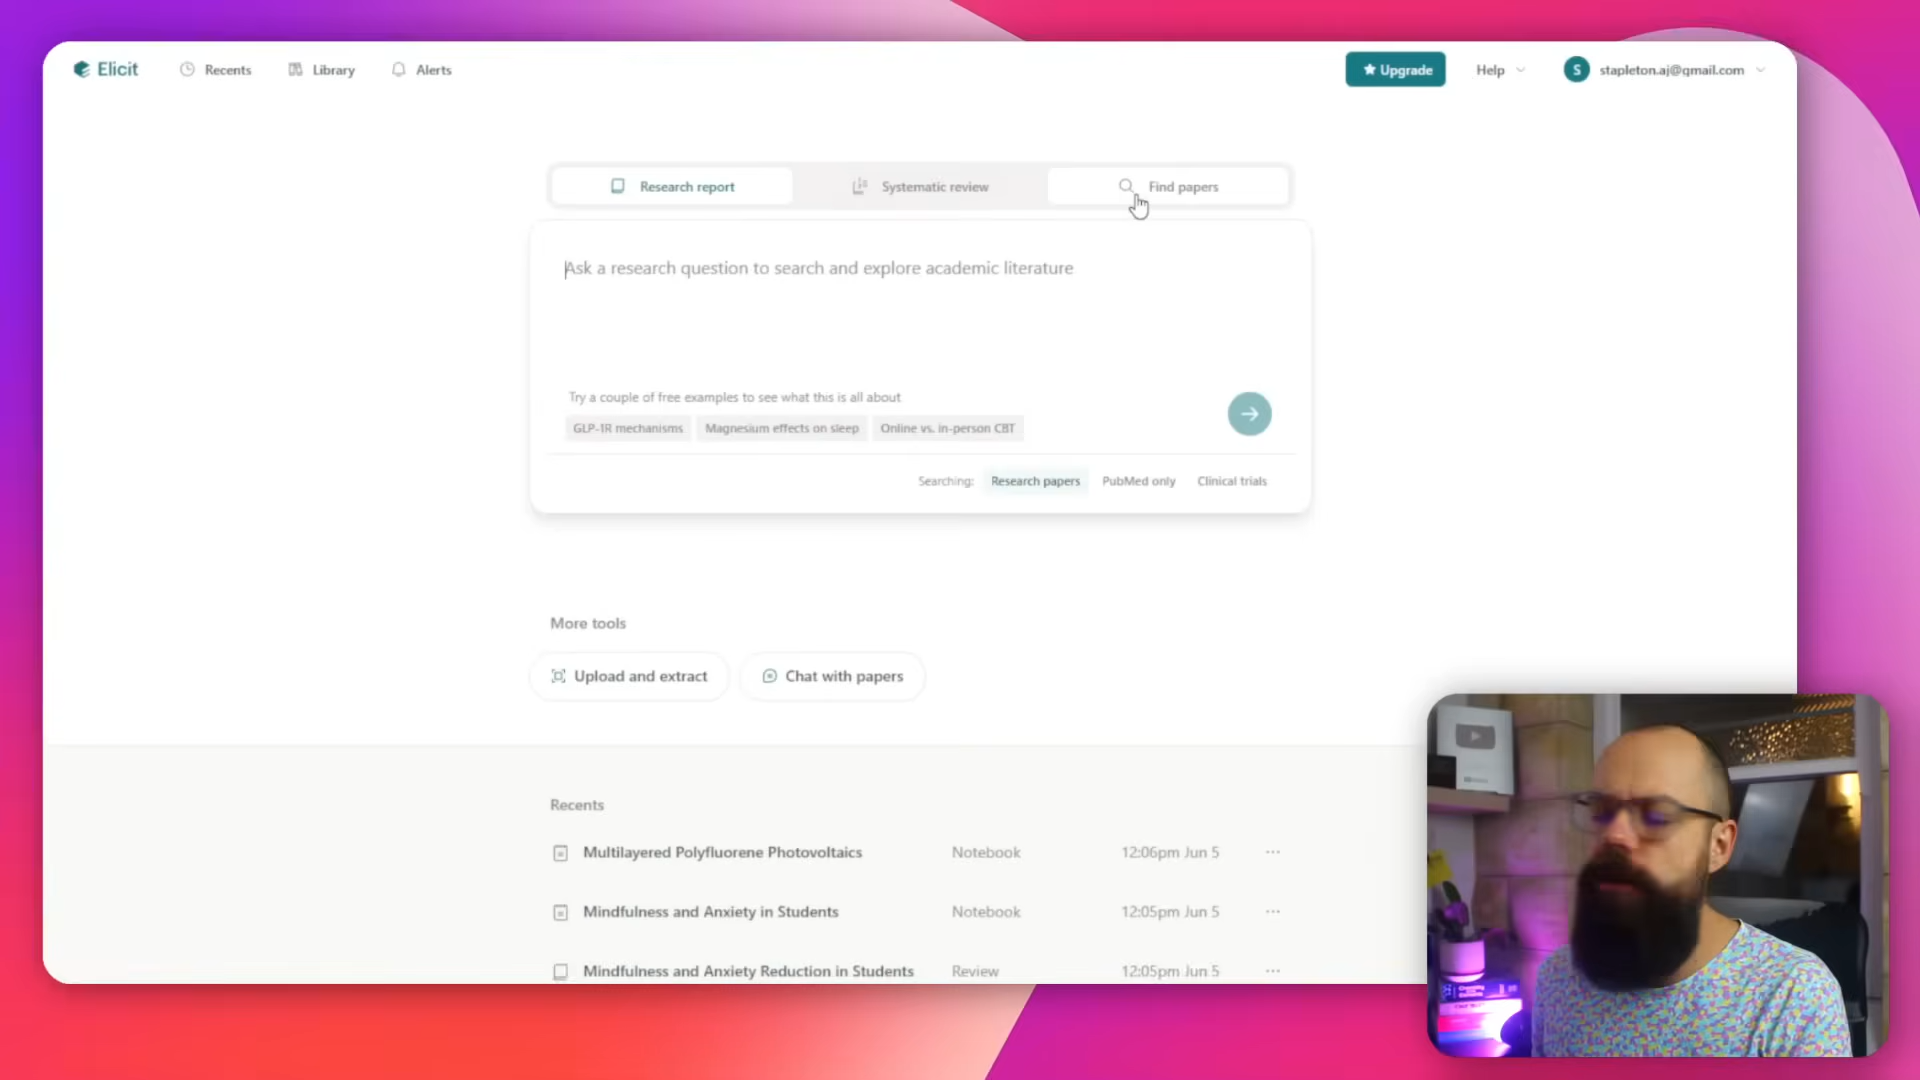 Elicit
Recents
Library
Alerts
Upgrade
Help
S
stapleton.aj@gmail.com
Research report
Systematic review
Find papers
Ask a research question to search and explore academic literature
Try a couple of free examples to see what this is all about
GLP-1R mechanisms
Magnesium effects on sleep
Online vs. in-person CBT
Searching:
Research papers
PubMed only
Clinical trials
More tools
Upload and extract
Chat with papers
Recents
Multilayered Polyfluorene Photovoltaics
Notebook
12:06pm Jun 5
Mindfulness and Anxiety in Students
Notebook
12:05pm Jun 5
Mindfulness and Anxiety Reduction in Students
Review
12:05pm Jun 5